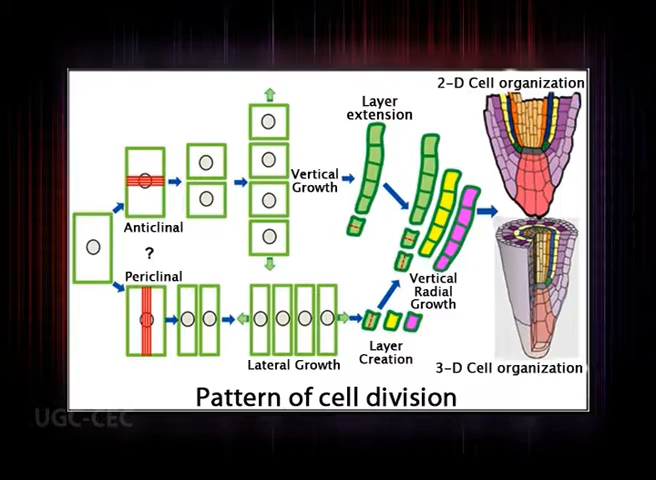 2-D Cell organization
Layer
extension
Vertical
Growth
Anticlinal
?
Periclinal
Vertical
Radial
Growth
Layer
Creation
Lateral Growth
3-D Cell organization
Pattern of cell division
UGC-CEC